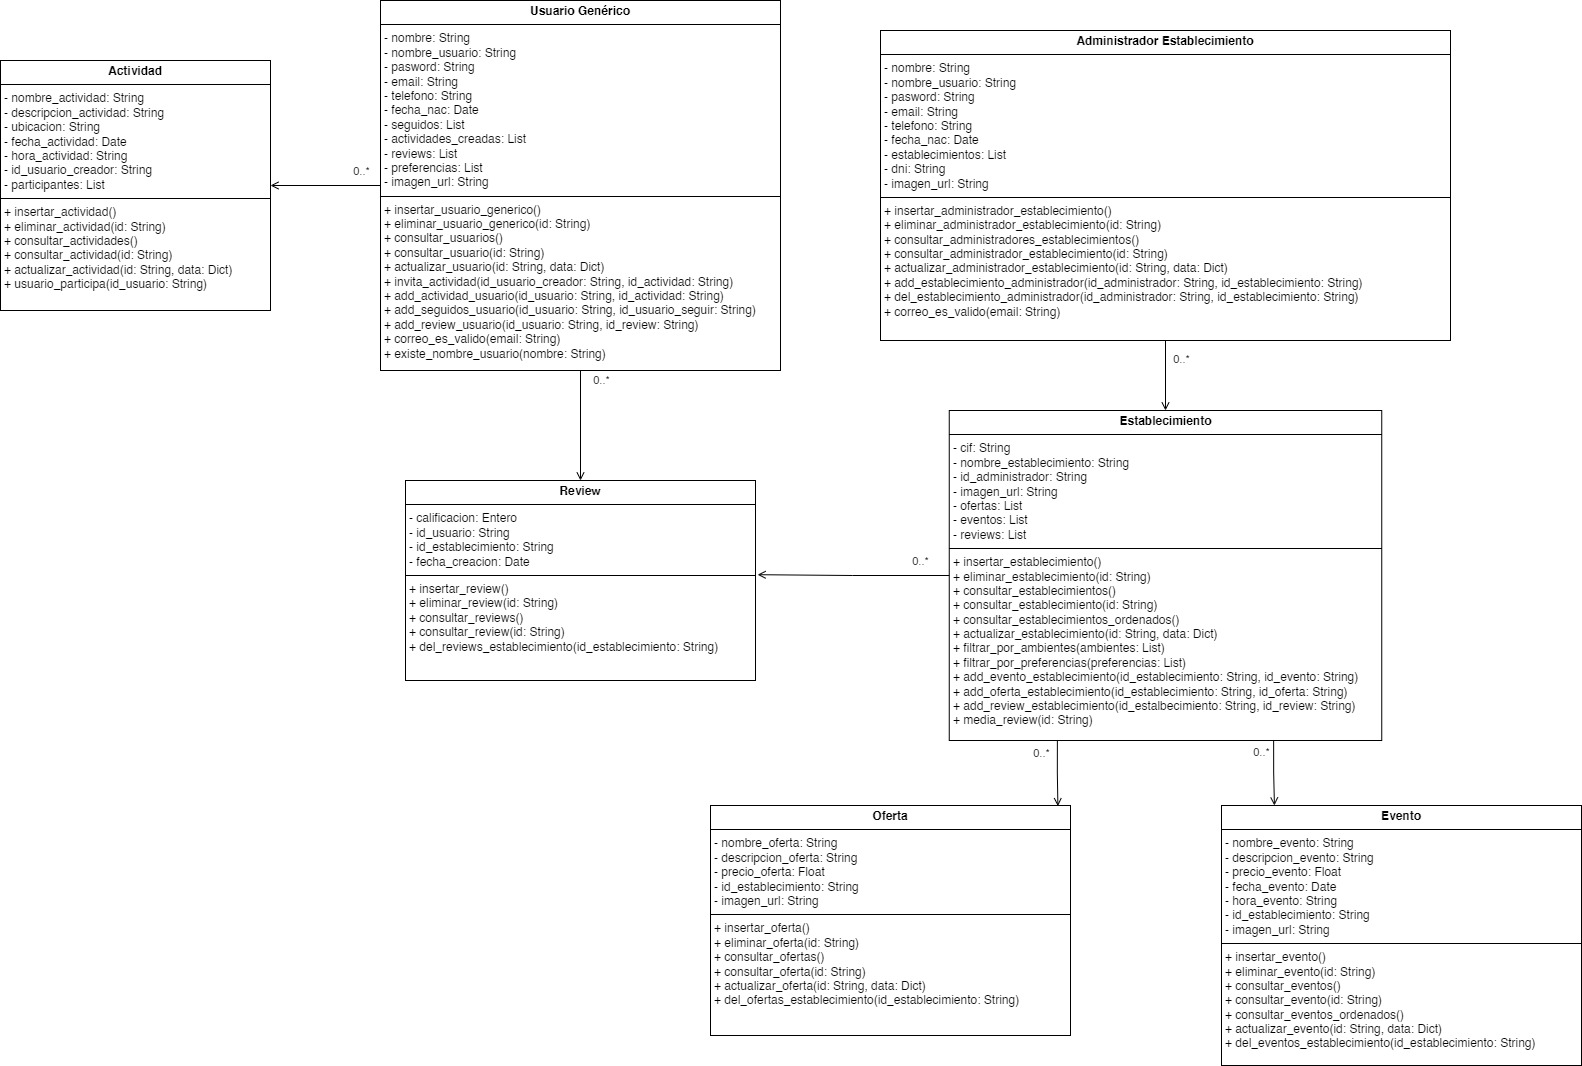 Usuario Genérico
- nombre: String
- nombre_usuario: String
- pasword: String
- email: String
- telefono: String
- fecha_nac: Date
- seguidos: List
- actividades_creadas: List
- reviews: List
- preferencias: List
- imagen_url: String
+ insertar_usuario_generico()
+ eliminar_usuario_generico(id: String)
+ consultar_usuarios()
+ consultar_usuario(id: String)
+ actualizar_usuario(id: String, data: Dict)
+ invita_actividad(id_usuario_creador: String, id_actividad: String)
+ add_actividad_usuario(id_usuario: String, id_actividad: String)
+ add_seguidos_usuario(id_usuario: String, id_usuario_seguir: String)
+ add_review_usuario(id_usuario: String, id_review: String)
+ correo_es_valido(email: String)
+ existe_nombre_usuario(nombre: String)
Administrador Establecimiento
- nombre: String
- nombre_usuario: String
- pasword: String
- email: String
- telefono: String
- fecha_nac: Date
- establecimientos: List
- dni: String
- imagen_url: String
+ insertar_administrador_establecimiento()
+ eliminar_administrador_establecimiento(id: String)
+ consultar_administradores_establecimientos()
+ consultar_administrador_establecimiento(id: String)
+ actualizar_administrador_establecimiento(id: String, data: Dict)
+ add_establecimiento_administrador(id_administrador: String, id_establecimiento: String)
+ del_establecimiento_administrador(id_administrador: String, id_establecimiento: String)
+ correo_es_valido(email: String)
Actividad
- nombre_actividad: String
- descripcion_actividad: String
- ubicacion: String
- fecha_actividad: Date
- hora_actividad: String
- id_usuario_creador: String
- participantes: List
+ insertar_actividad()
+ eliminar_actividad(id: String)
+ consultar_actividades()
+ consultar_actividad(id: String)
+ actualizar_actividad(id: String, data: Dict)
+ usuario_participa(id_usuario: String)
0..*
0..*
0..*
Establecimiento
- cif: String
- nombre_establecimiento: String
- id_administrador: String
- imagen_url: String
- ofertas: List
- eventos: List
- reviews: List
+ insertar_establecimiento()
+ eliminar_establecimiento(id: String)
+ consultar_establecimientos()
+ consultar_establecimiento(id: String)
+ consultar_establecimientos_ordenados()
+ actualizar_establecimiento(id: String, data: Dict)
+ filtrar_por_ambientes(ambientes: List)
+ filtrar_por_preferencias(preferencias: List)
+ add_evento_establecimiento(id_establecimiento: String, id_evento: String)
+ add_oferta_establecimiento(id_establecimiento: String, id_oferta: String)
+ add_review_establecimiento(id_estalbecimiento: String, id_review: String)
+ media_review(id: String)
Review
- calificacion: Entero
- id_usuario: String
- id_establecimiento: String
- fecha_creacion: Date
+ insertar_review()
+ eliminar_review(id: String)
+ consultar_reviews()
+ consultar_review(id: String)
+ del_reviews_establecimiento(id_establecimiento: String)
0..*
0..*
0..*
Oferta
- nombre_oferta: String
- descripcion_oferta: String
- precio_oferta: Float
- id_establecimiento: String
- imagen_url: String
+ insertar_oferta()
+ eliminar_oferta(id: String)
+ consultar_ofertas()
+ consultar_oferta(id: String)
+ actualizar_oferta(id: String, data: Dict)
+ del_ofertas_establecimiento(id_establecimiento: String)
Evento
- nombre_evento: String
- descripcion_evento: String
- precio_evento: Float
- fecha_evento: Date
- hora_evento: String
- id_establecimiento: String
- imagen_url: String
+ insertar_evento()
+ eliminar_evento(id: String)
+ consultar_eventos()
+ consultar_evento(id: String)
+ consultar_eventos_ordenados()
+ actualizar_evento(id: String, data: Dict)
+ del_eventos_establecimiento(id_establecimiento: String)